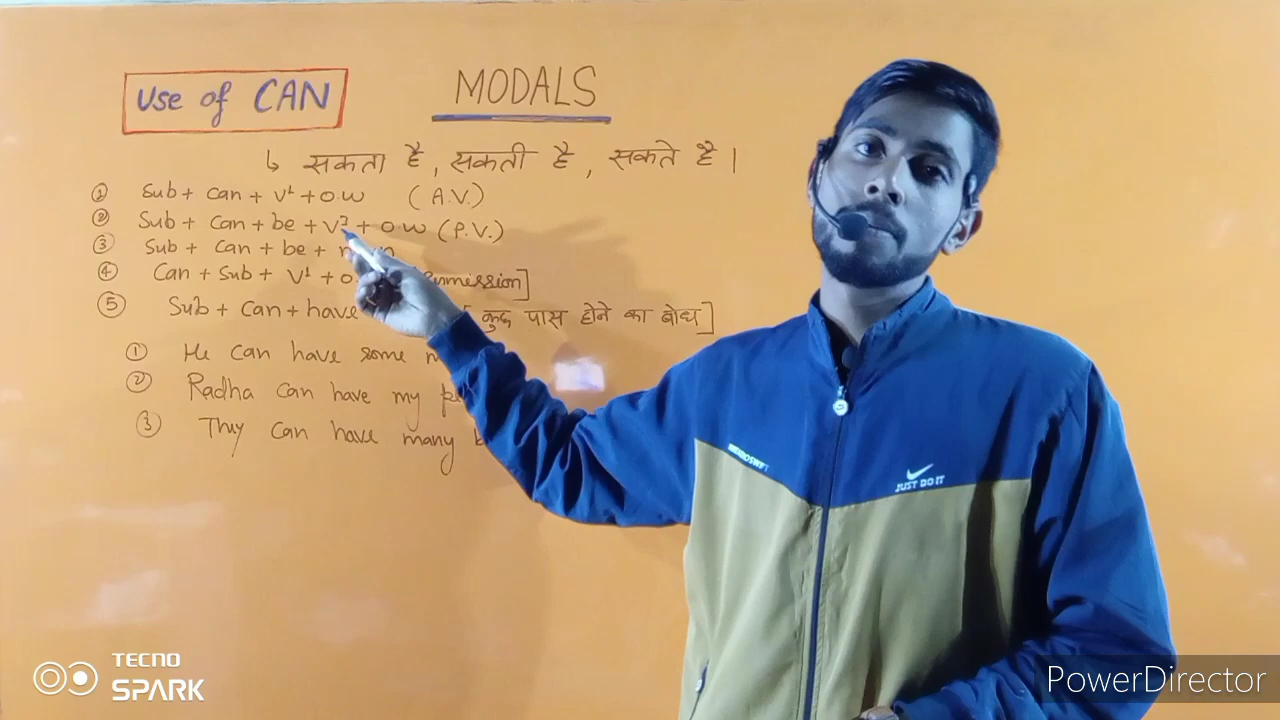 Use of CAN
MODALS
↳ सकता है, सकती है, सकते है।
① Sub + Can + V¹ + O.W (A.V.)
② Sub + Can + be + V³ + O.W (P.V.)
③ Sub + Can + be +
④ Can + Sub + V¹ + O
⑤ Sub + Can + have [कुछ पास होने का बोध]
① He Can have some
② Radha Can have my
③ They Can have many
JUST DO IT
TECNO
SPARK
PowerDirector